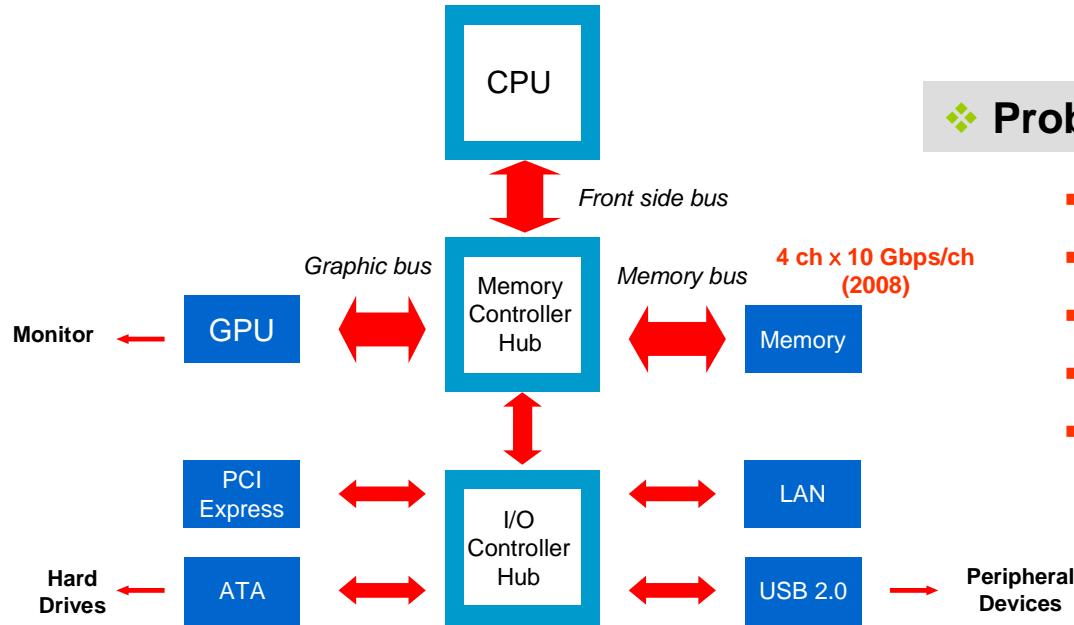 CPU
Prob
Front side bus
Graphic bus
Memory
Controller
Hub
Memory bus
4 ch x 10 Gbps/ch
(2008)
Monitor
GPU
Memory
PCI
Express
I/O
Controller
Hub
LAN
Hard
Drives
ATA
USB 2.0
Peripheral
Devices